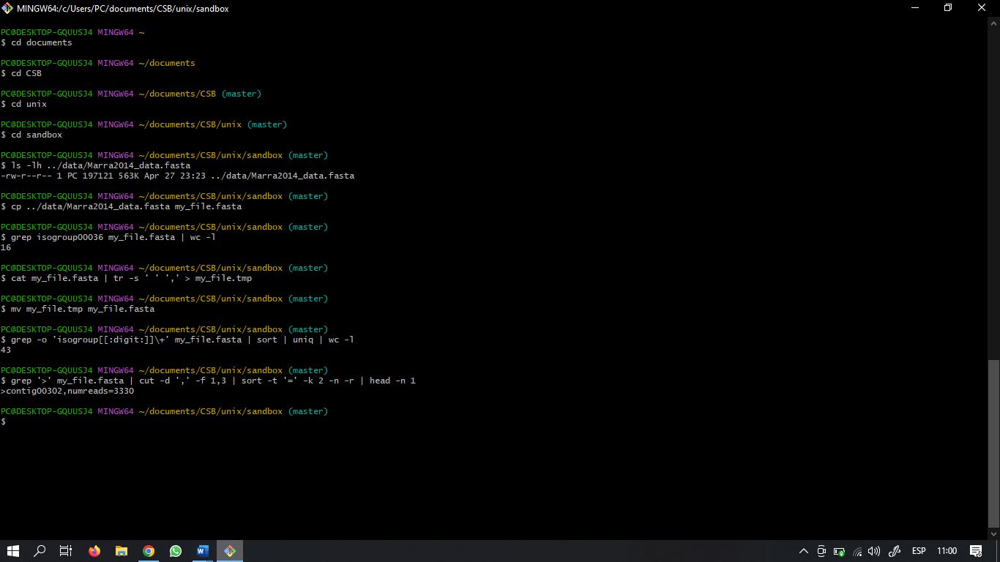 MINGW64:/c/Users/PC/documents/CSB/unix/sandbox
PC@DESKTOP-GQUUSJ4 MINGW64 ~
$ cd documents
PC@DESKTOP-GQUUSJ4 MINGW64 ~/documents
$ cd CSB
PC@DESKTOP-GQUUSJ4 MINGW64 ~/documents/CSB (master)
$ cd unix
PC@DESKTOP-GQUUSJ4 MINGW64 ~/documents/CSB/unix (master)
$ cd sandbox
PC@DESKTOP-GQUUSJ4 MINGW64 ~/documents/CSB/unix/sandbox (master)
$ ls -lh ../data/Marra2014_data.fasta
-rw-r--r-- 1 PC 197121 563K Apr 27 23:23 ../data/Marra2014_data.fasta
PC@DESKTOP-GQUUSJ4 MINGW64 ~/documents/CSB/unix/sandbox (master)
$ cp ../data/Marra2014_data.fasta my_file.fasta
PC@DESKTOP-GQUUSJ4 MINGW64 ~/documents/CSB/unix/sandbox (master)
$ grep isogroup00036 my_file.fasta | wc -l
16
PC@DESKTOP-GQUUSJ4 MINGW64 ~/documents/CSB/unix/sandbox (master)
$ cat my_file.fasta | tr -s ' ' ',' > my_file.tmp
PC@DESKTOP-GQUUSJ4 MINGW64 ~/documents/CSB/unix/sandbox (master)
$ mv my_file.tmp my_file.fasta
PC@DESKTOP-GQUUSJ4 MINGW64 ~/documents/CSB/unix/sandbox (master)
$ grep -o 'isogroup[[:digit:]]\+' my_file.fasta | sort | uniq | wc -l
43
PC@DESKTOP-GQUUSJ4 MINGW64 ~/documents/CSB/unix/sandbox (master)
$ grep '>' my_file.fasta | cut -d ',' -f 1,3 | sort -t '=' -k 2 -n -r | head -n 1
>contig00302,numreads=3330
PC@DESKTOP-GQUUSJ4 MINGW64 ~/documents/CSB/unix/sandbox (master)
$
ESP 11:00